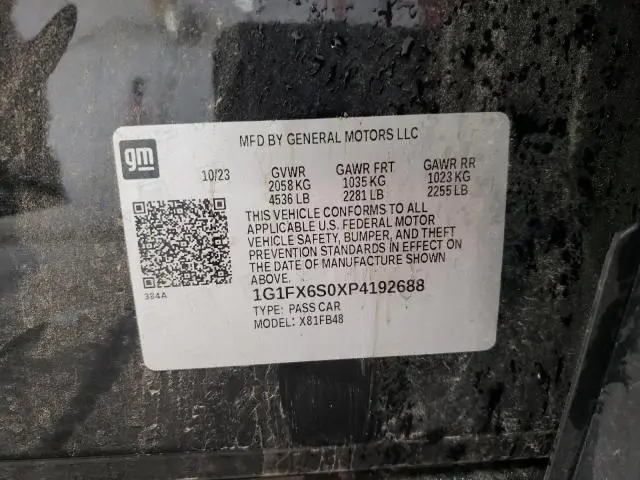 gm
MFD BY GENERAL MOTORS LLC
10/23 GVWR GAWR FRT GAWR RR
2058 KG 1035 KG 1023 KG
4536 LB 2281 LB 2255 LB
THIS VEHICLE CONFORMS TO ALL
APPLICABLE U.S. FEDERAL MOTOR
VEHICLE SAFETY, BUMPER, AND THEFT
PREVENTION STANDARDS IN EFFECT ON
THE DATE OF MANUFACTURE SHOWN
ABOVE.
384A
1G1FX6S0XP4192688
TYPE: PASS CAR
MODEL: X81FB48